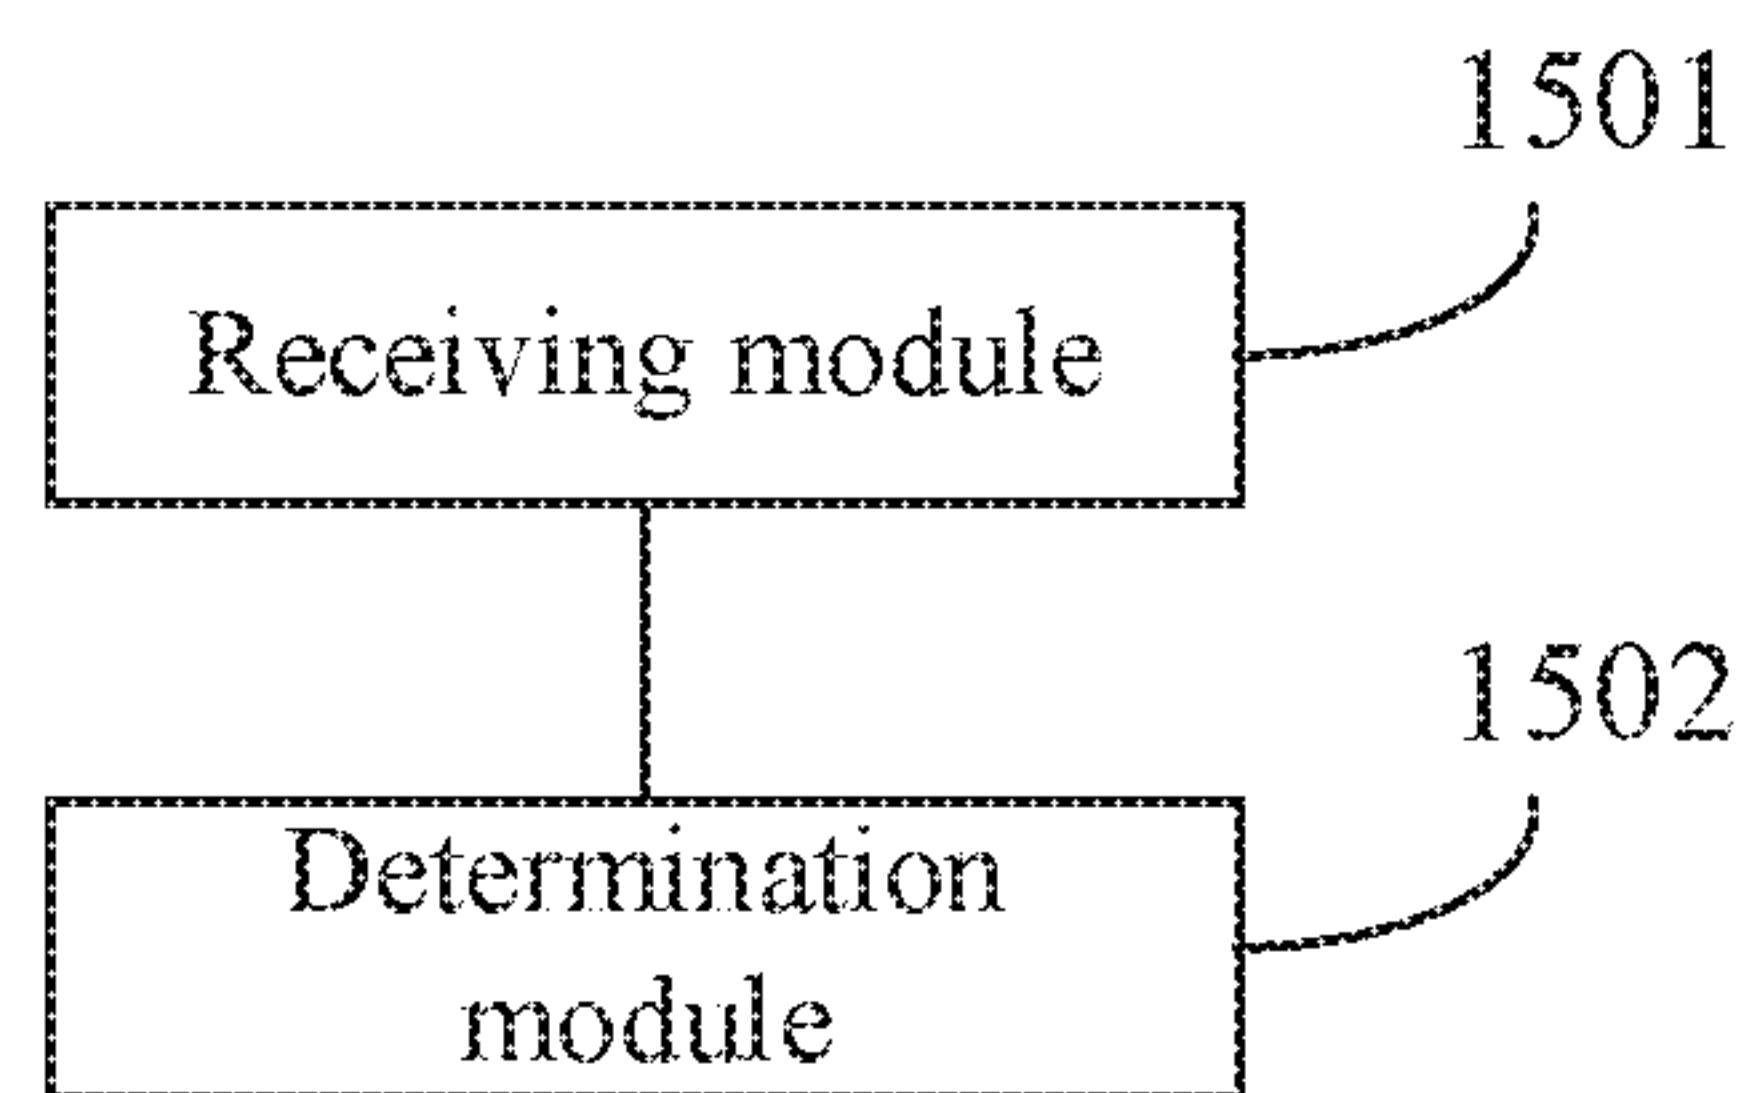 1501
Receiving module
1502
Determination
module